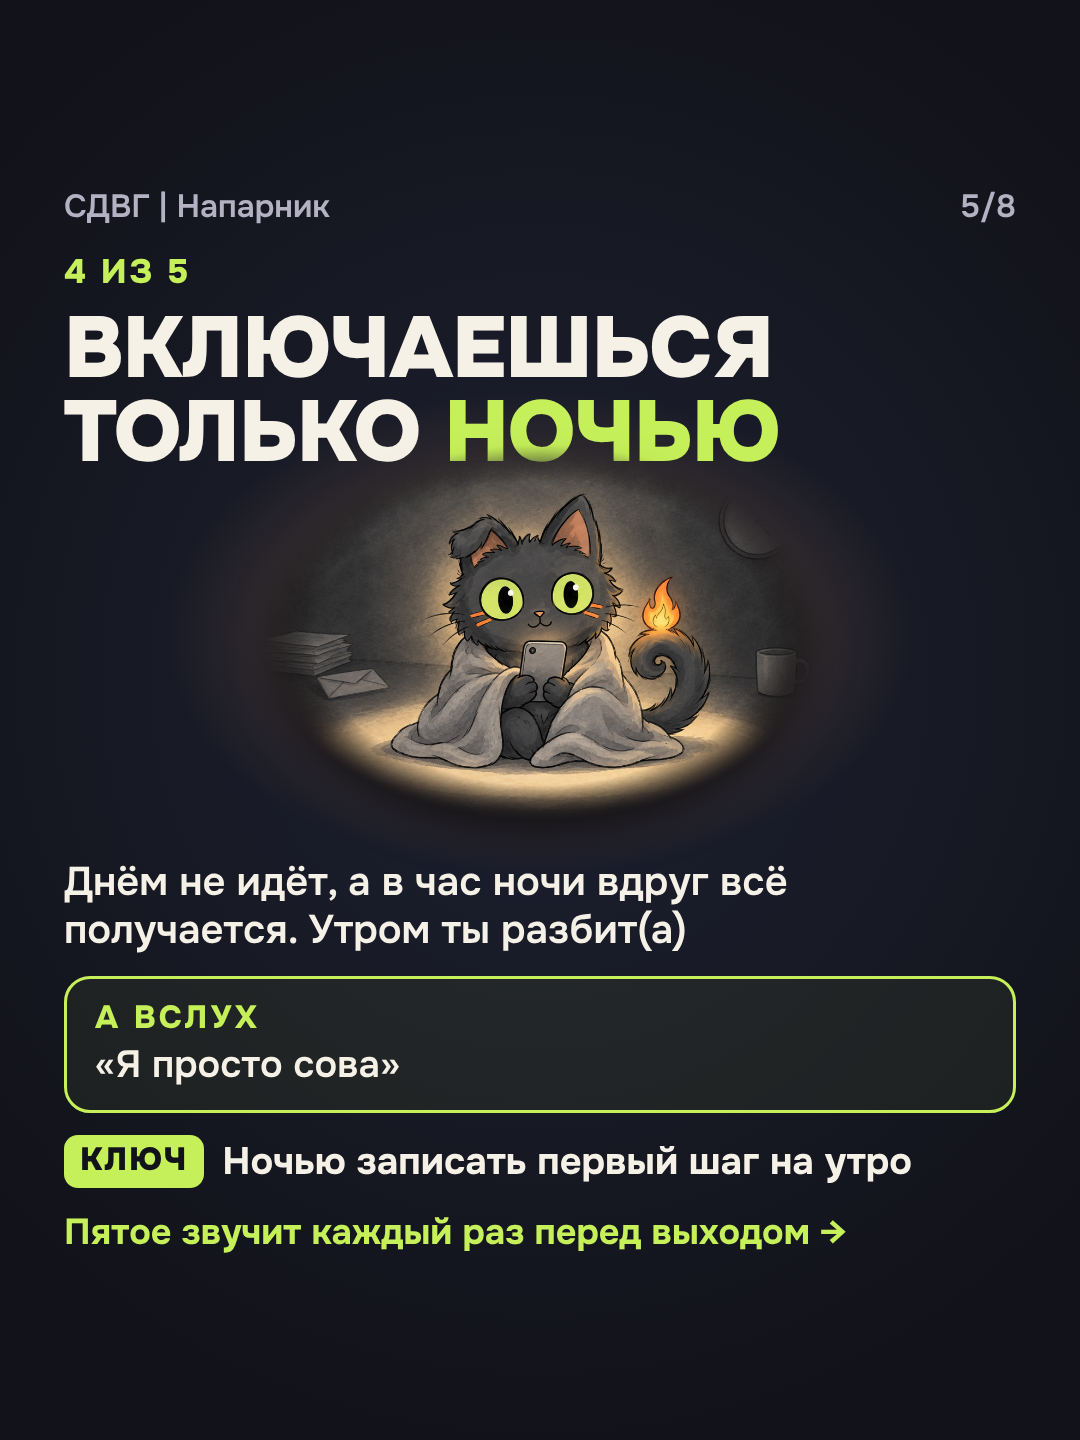 СДВГ | Напарник
5/8
4 ИЗ 5
ВКЛЮЧАЕШЬСЯ
ТОЛЬКО НОЧЬЮ
Днём не идёт, а в час ночи вдруг всё
получается. Утром ты разбит(а)
А ВСЛУХ
«Я просто сова»
КЛЮЧ Ночью записать первый шаг на утро
Пятое звучит каждый раз перед выходом →